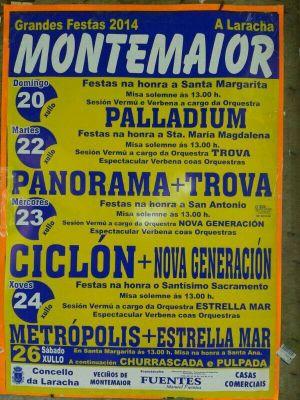 Grandes Festas 2014 A Laracha
MONTEMAIOR
Domingo 20 xullo
Festas na honra a Santa Margarita
Misa solemne ás 13.00 h.
Sesión Vermú e Verbena a cargo da Orquestra
PALLADIUM
Martes 22 xullo
Festas na honra a Sta. María Magdalena
Misa solemne ás 13.00 h.
Sesión Vermú a cargo da Orquestra TROVA
Espectacular Verbena coas Orquestras
PANORAMA+TROVA
Mércores 23 xullo
Festas na honra a San Antonio
Misa solemne ás 13.00 h.
Sesión Vermú a cargo da Orquestra NUEVA GENERACIÓN
Espectacular Verbena coas Orquestras
CICLÓN+NOVA GENERACIÓN
Xoves 24 xullo
Festas na honra o Santísimo Sacramento
Misa solemne ás 13.00 h.
Sesión Vermú a cargo da Orquestra ESTRELLA MAR
Espectacular Verbena coas Orquestras
METRÓPOLIS+ESTRELLA MAR
26 Sábado XULLO
En Santa Margarita ás 13.00 h. Misa na honra a Santa Ana.
A continuación CHURRASCADA e PULPADA
Concello da Laracha
VECIÑOS DE MONTEMAIOR
FUENTES
Manuel Fuentes
CASAS COMERCIAIS